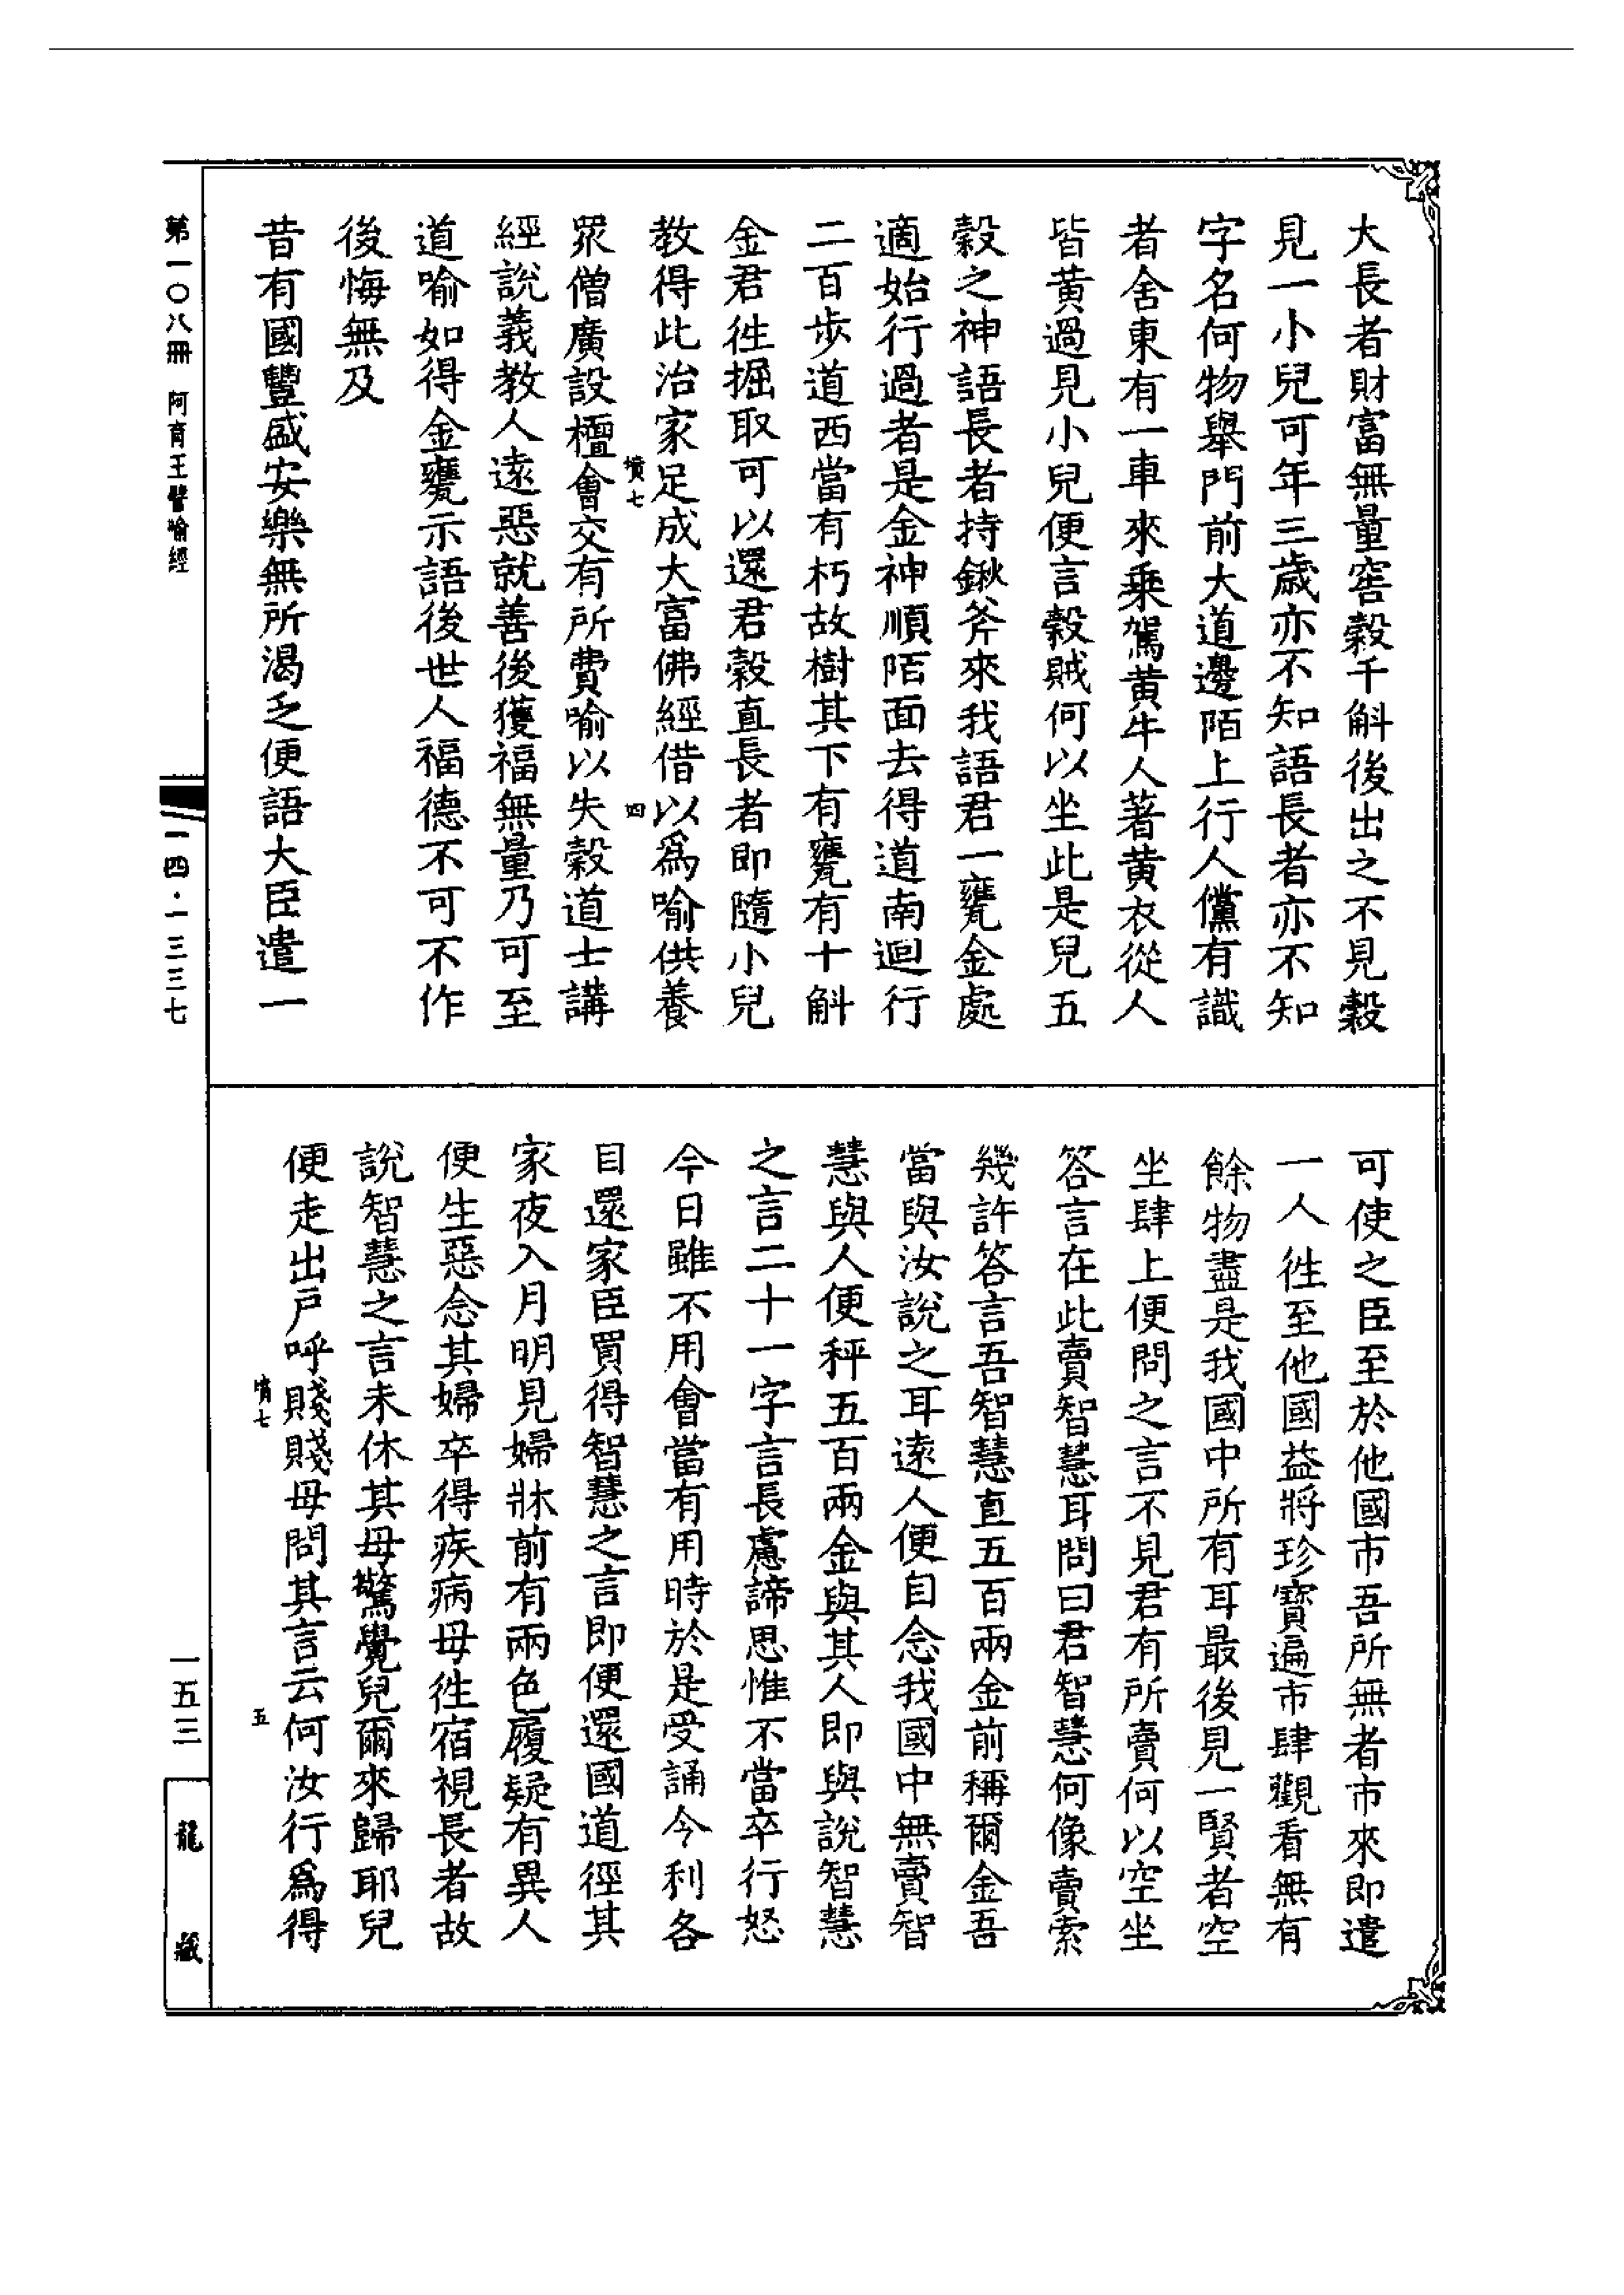 大長者財富無量窖穀千斛後出之不見穀
見一小兒可年三歲亦不知語長者亦不知
字名何物舉門前大道邊陌上行人儻有識
者舍東有一車來乘駕黃牛人著黃衣從人
皆黃過見小兒便言穀賊何以坐此是兒五
穀之神語長者持鍬斧來我語君一甕金處
適始行過者是金神順陌面去得道南迴行
二百步道西當有朽故樹其下有甕有十斛
金君往掘取可以還君穀直長者即隨小兒
教得此治家足成大富佛經借以為喻供養
眾僧廣設檀會交有所費喻以失穀道士講
經說義教人遠惡就善後獲福無量乃可至
道喻如得金甕示語後世人福德不可不作
後悔無及
昔有國豐盛安樂無所渴乏便語大臣遣一
可使之臣至於他國市吾所無者市來即遣
一人往至他國益將珍寶遍市肆觀看無有
餘物盡是我國中所有耳最後見一賢者空
坐肆上便問之言不見君有所賣何以空坐
答言在此賣智慧耳問曰君智慧何像賣索
幾許答言吾智慧直五百兩金前稱爾金吾
當與汝說之耳遠人便自念我國中無賣智
慧與人便秤五百兩金與其人即與說智慧
之言二十一字言長慮諦思惟不當卒行怒
今日雖不用會當有用時於是受誦今利各
目還家臣買得智慧之言即便還國道徑其
家夜入月明見婦牀前有兩色履疑有異人
便生惡念其婦卒得疾病母往宿視長者故
說智慧之言未休其母驚覺兒爾來歸耶兒
便走出戶呼賤賤母問其言云何汝行為得
第一〇八冊 阿育王譬喻經
一四·一三三七
一五三
龍藏
七
四
七
五